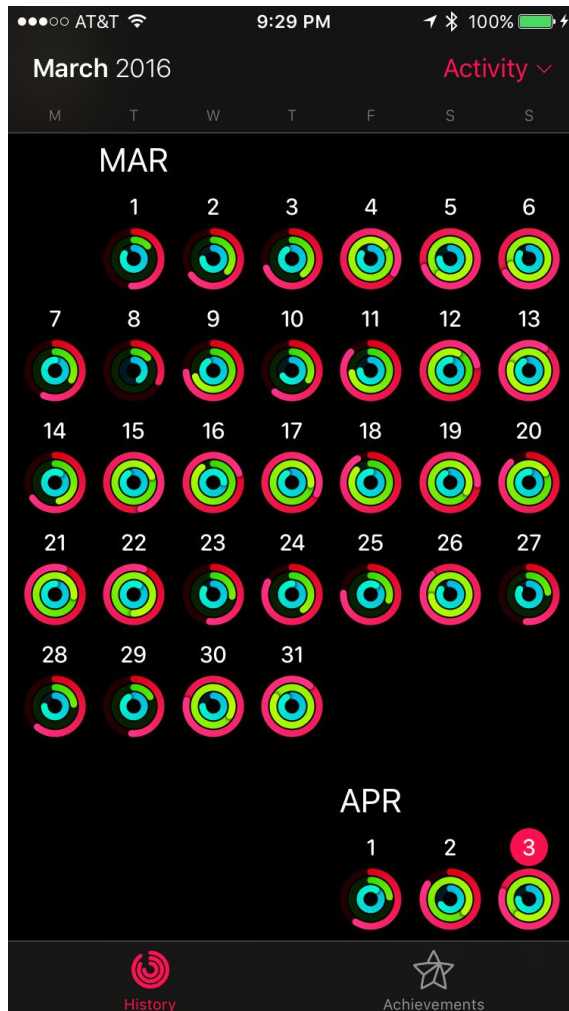 AT&T 9:29 PM 100%
March 2016 Activity
M T W T F S S
MAR
1 2 3 4 5 6
7 8 9 10 11 12 13
14 15 16 17 18 19 20
21 22 23 24 25 26 27
28 29 30 31
APR
1 2 3
History Achievements